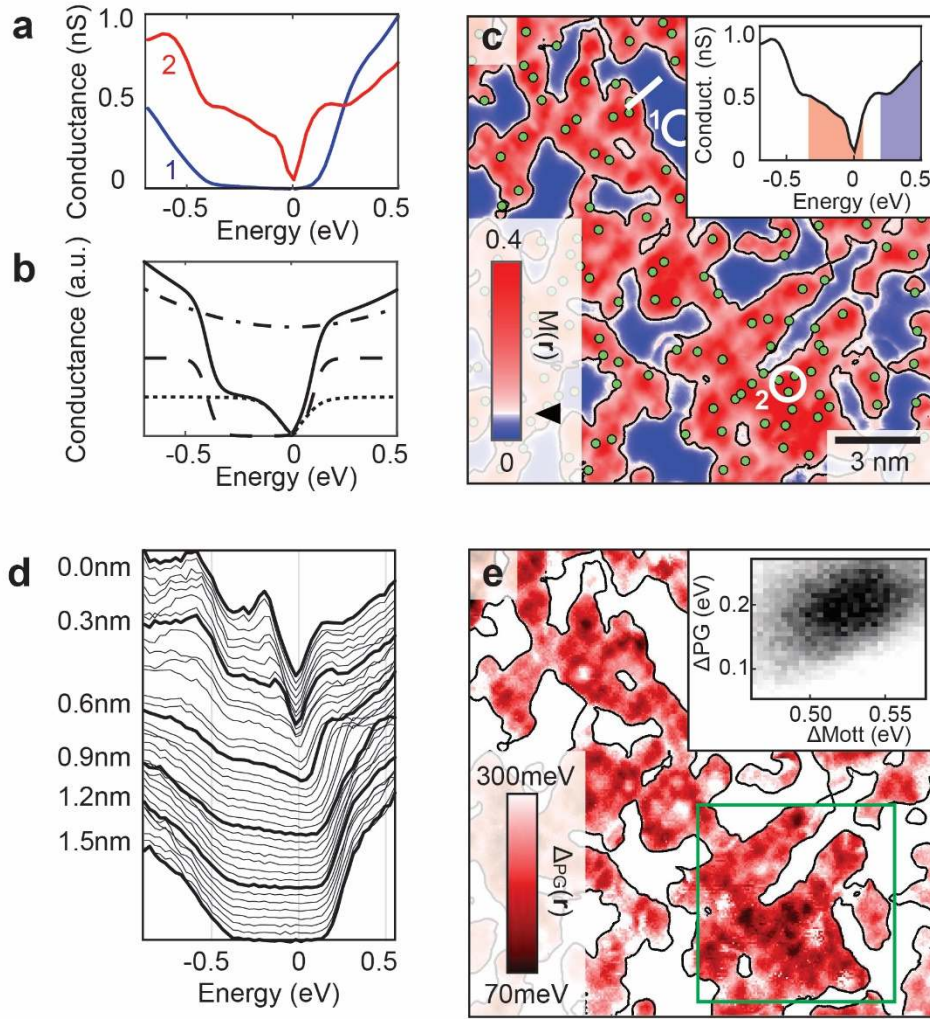 a
Conductance (nS)
1.0
0.5
0
2
1
-0.5
0
0.5
Energy (eV)
b
Conductance (a.u.)
-0.5
0
0.5
Energy (eV)
c
1
2
0.4
0
M(r)
3 nm
Conduct. (nS)
1.0
0.5
0
-0.5
0
0.5
Energy (eV)
d
0.0nm
0.3nm
0.6nm
0.9nm
1.2nm
1.5nm
-0.5
0
0.5
Energy (eV)
e
300meV
70meV
ΔPG(r)
ΔPG (eV)
0.2
0.1
0.50
0.55
ΔMott (eV)